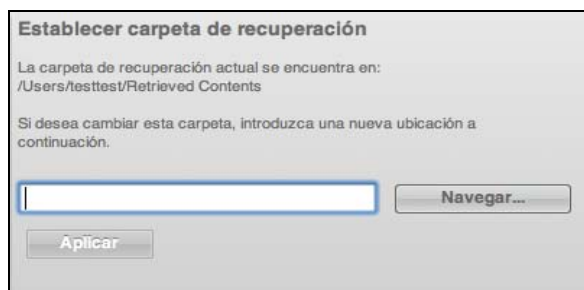 Establecer carpeta de recuperación
La carpeta de recuperación actual se encuentra en:
/Users/testtest/Retrieved Contents
Si desea cambiar esta carpeta, introduzca una nueva ubicación a
continuación.
Navegar...
Aplicar